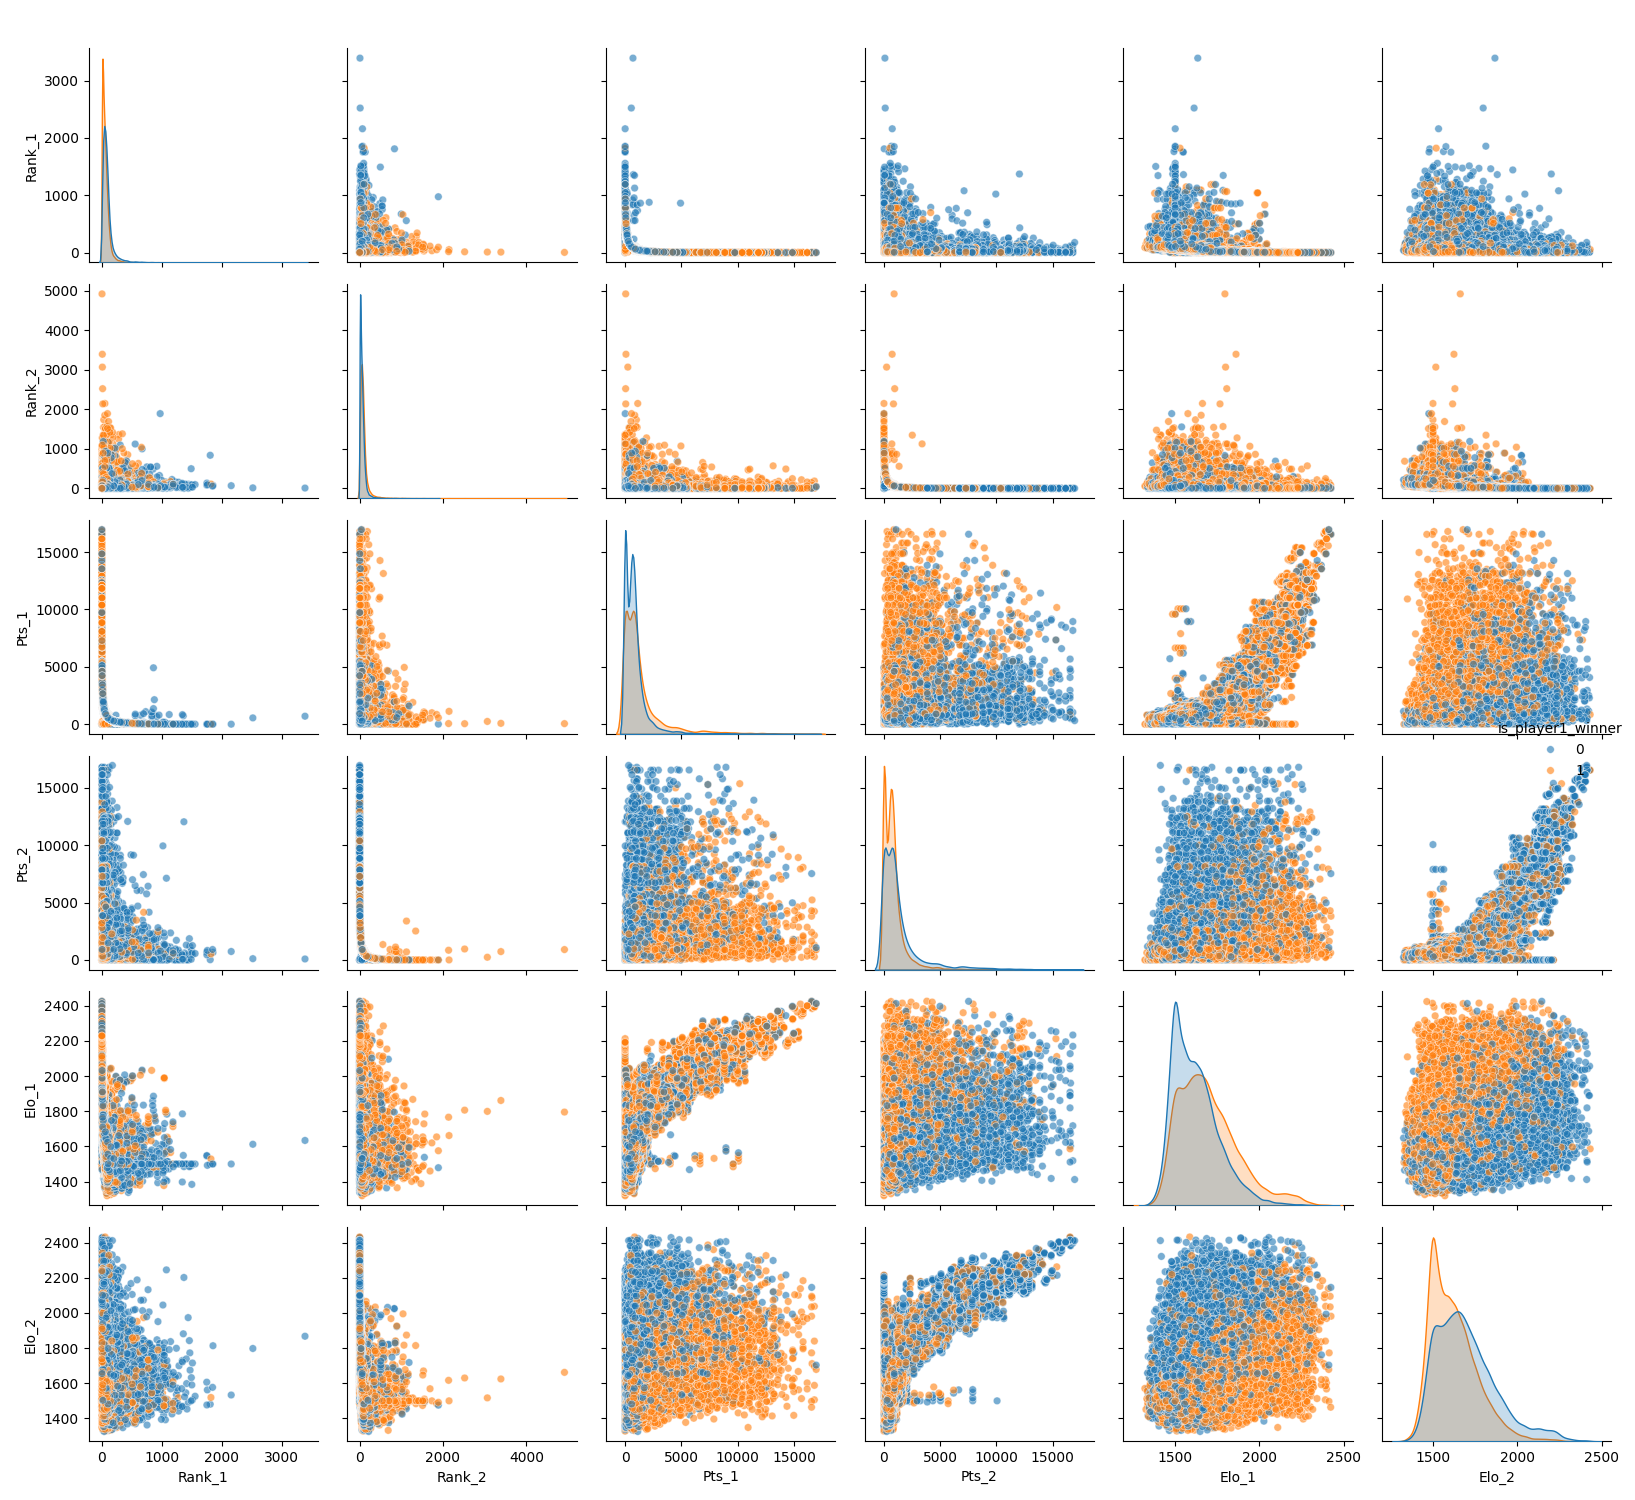 3000
2000
1000
0
Rank_1
5000
4000
3000
2000
1000
0
Rank_2
15000
10000
5000
0
Pts_1
is_player1_winner
0
1
15000
10000
5000
0
Pts_2
2400
2200
2000
1800
1600
1400
Elo_1
2400
2200
2000
1800
1600
1400
Elo_2
0 1000 2000 3000
0 2000 4000
0 5000 10000 15000
0 5000 10000 15000
1500 2000 2500
1500 2000 2500
Rank_1 Rank_2 Pts_1 Pts_2 Elo_1 Elo_2